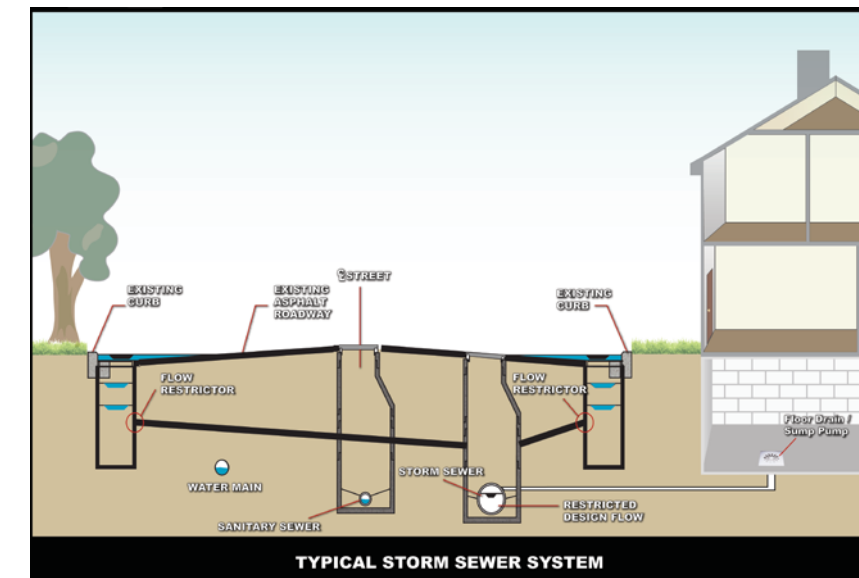 ℄STREET
EXISTING
CURB
EXISTING
ASPHALT
ROADWAY
EXISTING
CURB
FLOW
RESTRICTOR
FLOW
RESTRICTOR
Floor Drain /
Sump Pump
STORM SEWER
WATER MAIN
RESTRICTED
DESIGN FLOW
SANITARY SEWER
TYPICAL STORM SEWER SYSTEM